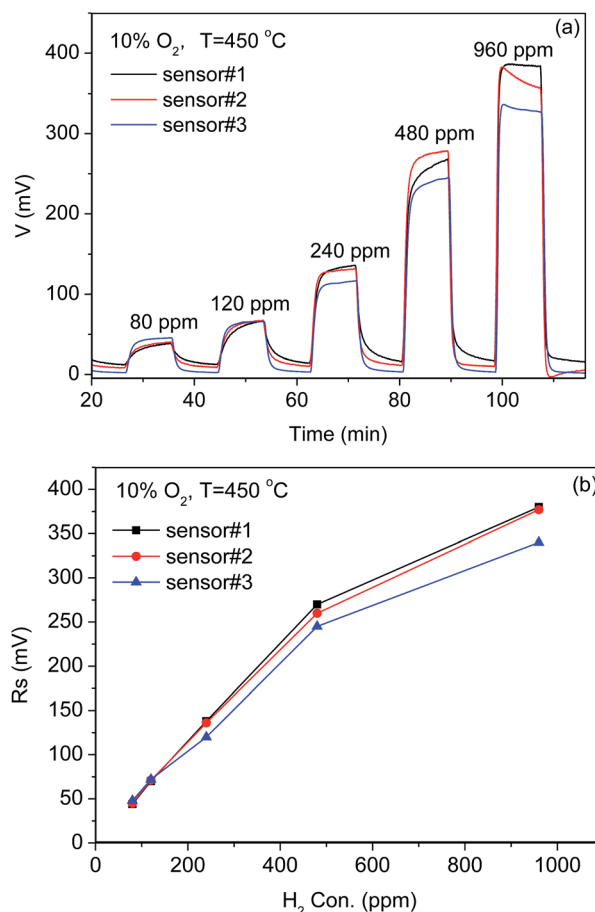 (a)
10% O₂, T=450 °C
sensor#1
sensor#2
sensor#3
80 ppm
120 ppm
240 ppm
480 ppm
960 ppm
V (mV)
400
300
200
100
0
20 40 60 80 100
Time (min)
(b)
10% O₂, T=450 °C
sensor#1
sensor#2
sensor#3
Rs (mV)
400
350
300
250
200
150
100
50
0
0 200 400 600 800 1000
H₂ Con. (ppm)